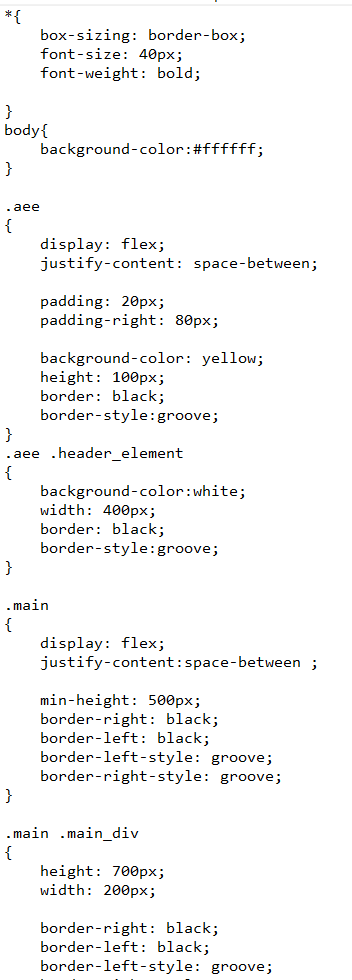 *{
    box-sizing: border-box;
    font-size: 40px;
    font-weight: bold;

}
body{
    background-color:#ffffff;
}

.aee
{
    display: flex;
    justify-content: space-between;

    padding: 20px;
    padding-right: 80px;

    background-color: yellow;
    height: 100px;
    border: black;
    border-style:groove;
}
.aee .header_element
{
    background-color:white;
    width: 400px;
    border: black;
    border-style:groove;
}

.main
{
    display: flex;
    justify-content:space-between ;

    min-height: 500px;
    border-right: black;
    border-left: black;
    border-left-style: groove;
    border-right-style: groove;
}

.main .main_div
{
    height: 700px;
    width: 200px;

    border-right: black;
    border-left: black;
    border-left-style: groove;